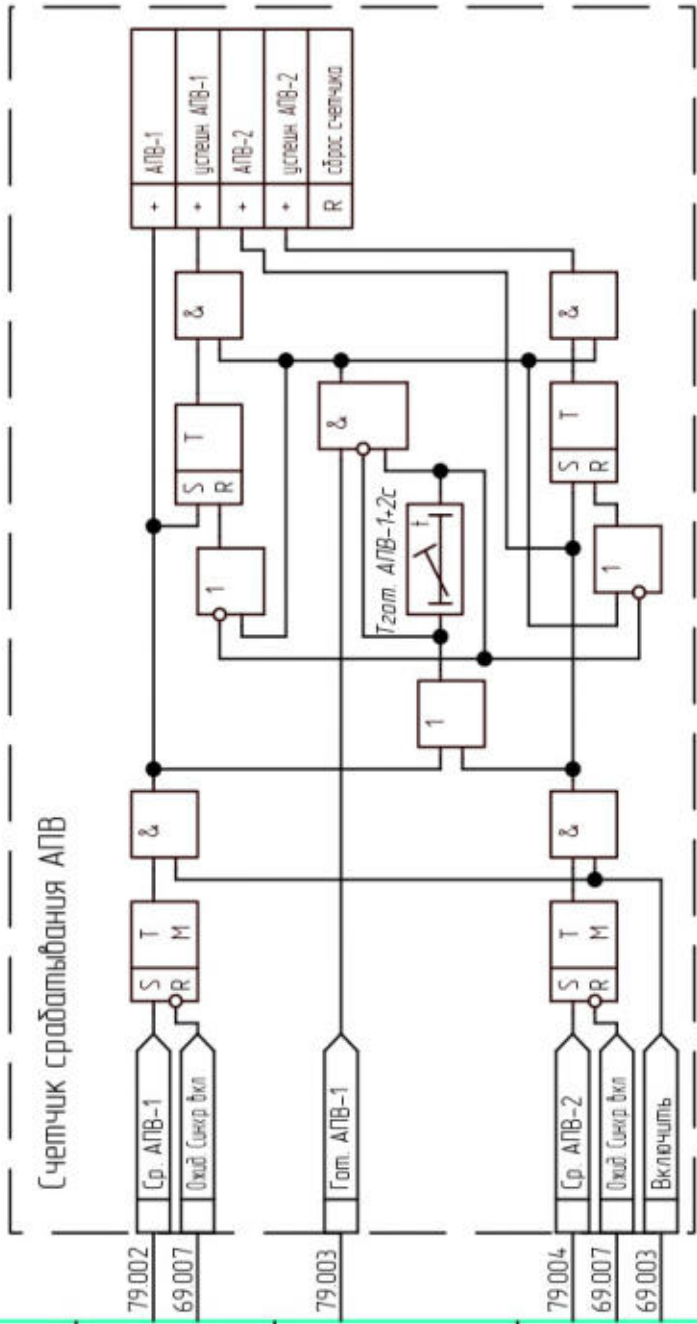 Счетчик срабатывания АПВ
79.002
Ср. АПВ-1
69.007
Ожид. Синхр вкл
S T
R M
&
1
S T
R
&
+ АПВ-1
+ успешн. АПВ-1
+ АПВ-2
+ успешн. АПВ-2
R сброс счетчика
79.003
Гот. АПВ-1
1
Тгот. АПВ-1+2с
t
&
79.004
Ср. АПВ-2
69.007
Ожид. Синхр вкл
69.003
Включить
S T
R M
&
1
S T
R
&